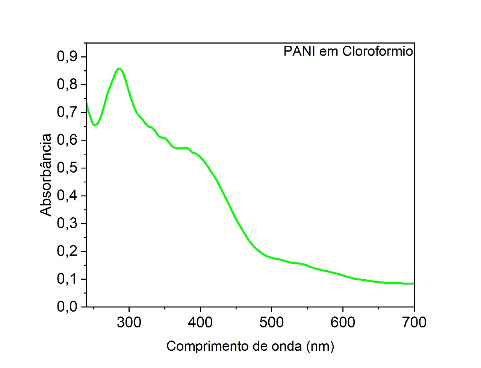 PANI em Cloroformio
0,9
0,8
0,7
0,6
0,5
0,4
0,3
0,2
0,1
0,0
Absorbância
300 400 500 600 700
Comprimento de onda (nm)